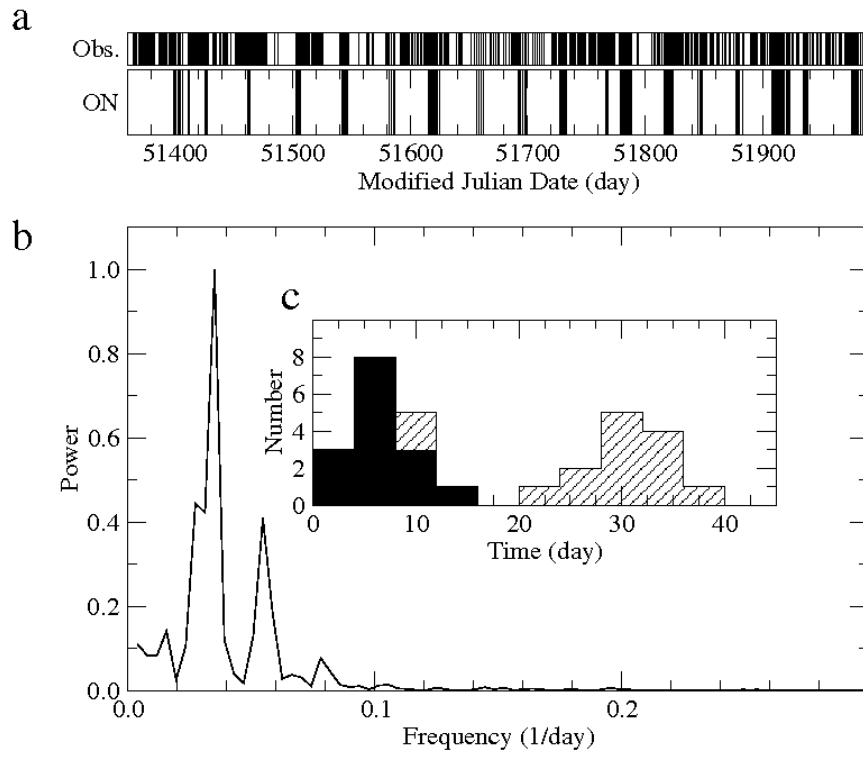 a
Obs.
ON
51400 51500 51600 51700 51800 51900
Modified Julian Date (day)
b
1.0
0.8
0.6
0.4
0.2
0.0
Power
0.0 0.1 0.2
Frequency (1/day)
c
8
6
4
2
0
Number
0 10 20 30 40
Time (day)